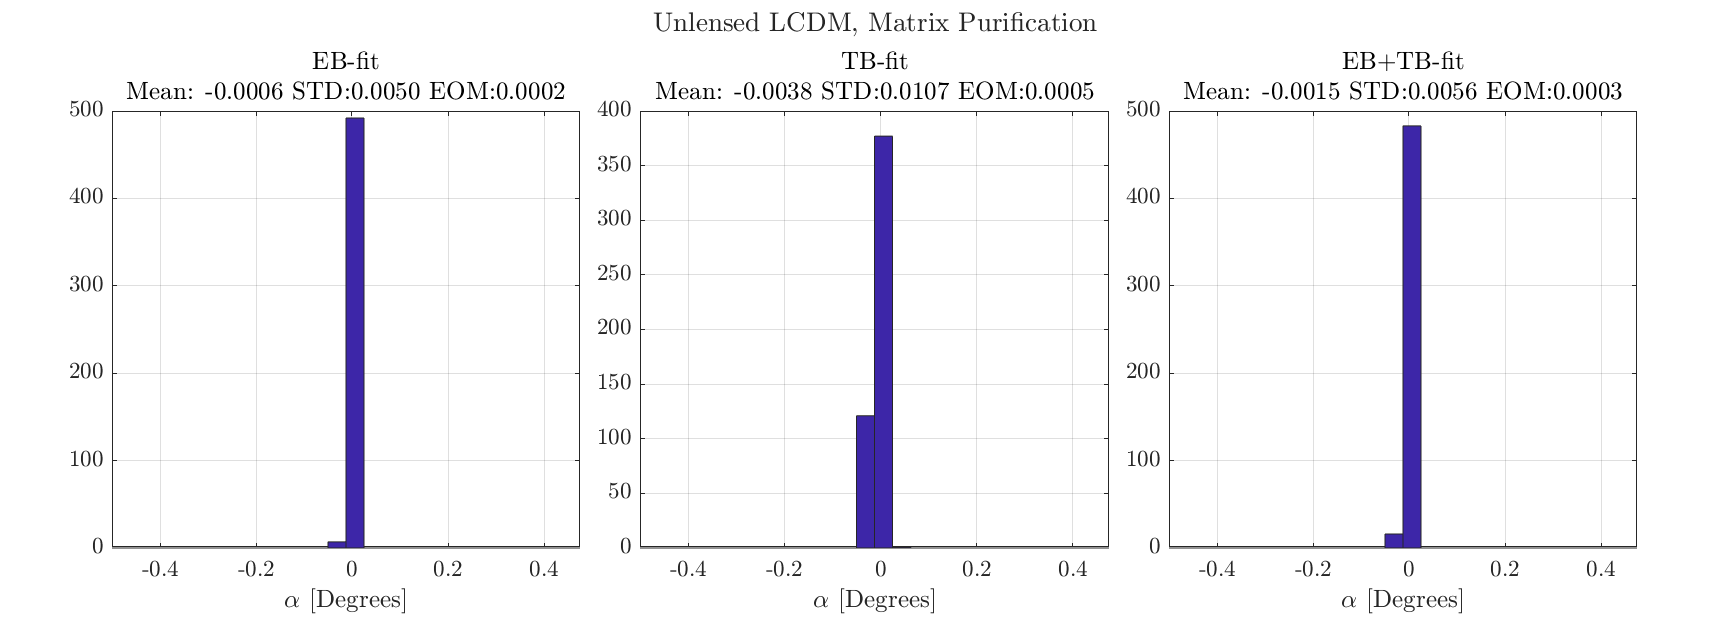 Unlensed LCDM, Matrix Purification
EB-fit
Mean: -0.0006 STD:0.0050 EOM:0.0002
500
400
300
200
100
0
-0.4 -0.2 0 0.2 0.4
α [Degrees]
TB-fit
Mean: -0.0038 STD:0.0107 EOM:0.0005
400
350
300
250
200
150
100
50
0
-0.4 -0.2 0 0.2 0.4
α [Degrees]
EB+TB-fit
Mean: -0.0015 STD:0.0056 EOM:0.0003
500
400
300
200
100
0
-0.4 -0.2 0 0.2 0.4
α [Degrees]